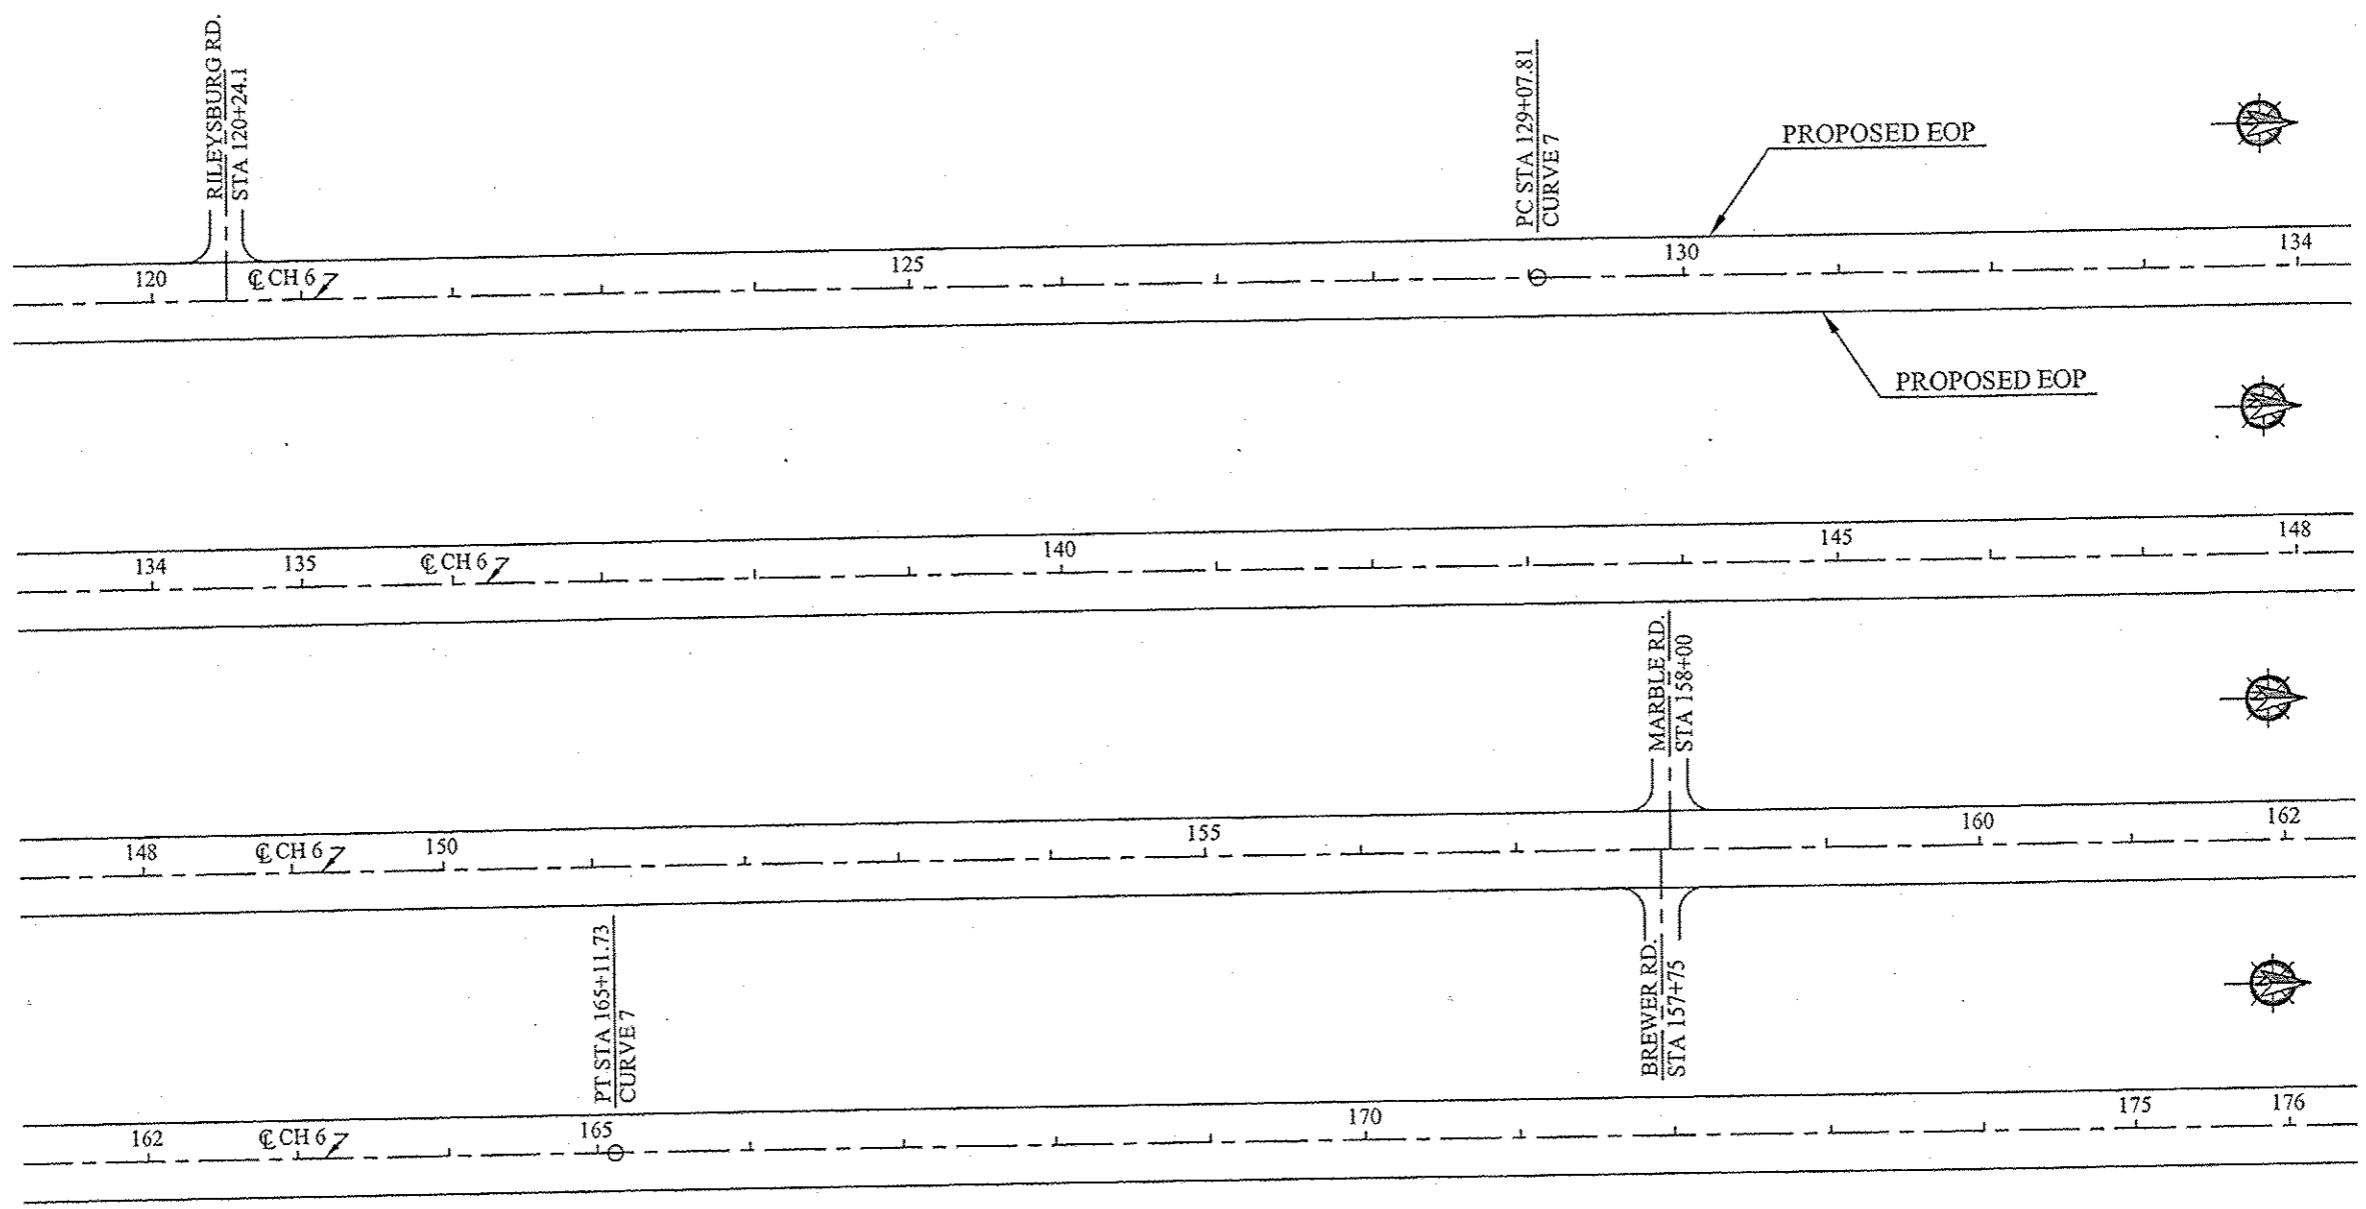 RILEYSBURG RD.
STA 120+24.1
PC STA 129+07.81
CURVE 7
PROPOSED EOP
120
℄ CH 6
125
130
134
PROPOSED EOP
134
135
℄ CH 6
140
145
148
MARBLE RD.
STA 158+00
148
℄ CH 6
150
155
160
162
BREWER RD.
STA 157+75
PT STA 165+11.73
CURVE 7
162
℄ CH 6
165
170
175
176